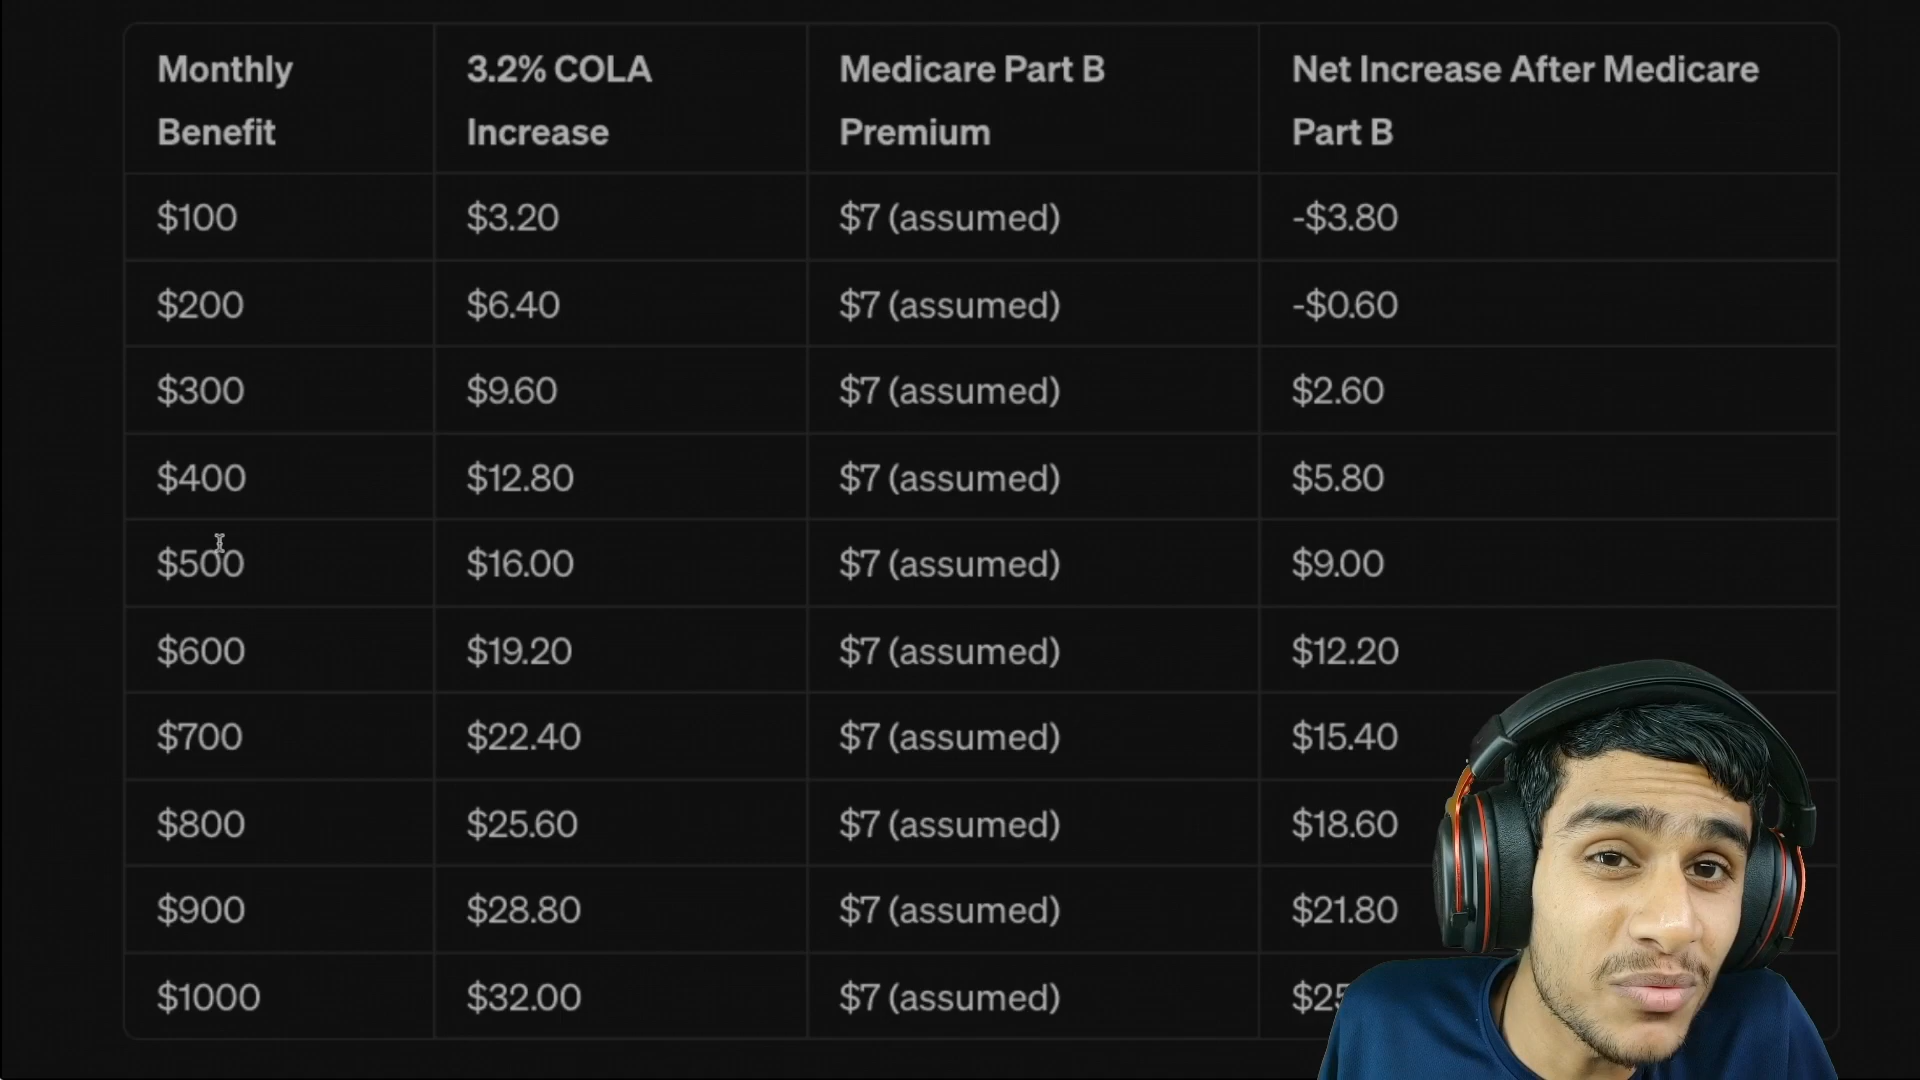 Monthly Benefit
3.2% COLA Increase
Medicare Part B Premium
Net Increase After Medicare Part B
$100 $3.20 $7 (assumed) -$3.80
$200 $6.40 $7 (assumed) -$0.60
$300 $9.60 $7 (assumed) $2.60
$400 $12.80 $7 (assumed) $5.80
$500 $16.00 $7 (assumed) $9.00
$600 $19.20 $7 (assumed) $12.20
$700 $22.40 $7 (assumed) $15.40
$800 $25.60 $7 (assumed) $18.60
$900 $28.80 $7 (assumed) $21.80
$1000 $32.00 $7 (assumed)